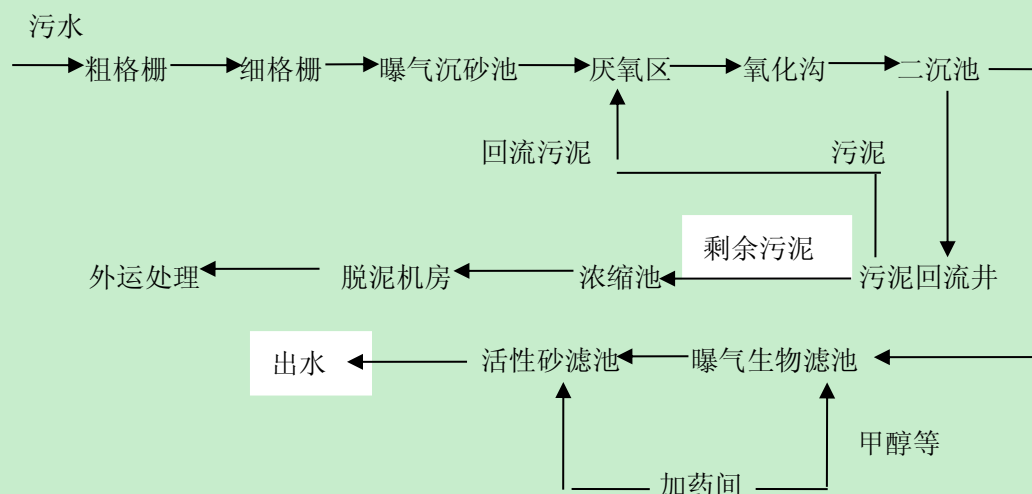 污水
粗格栅 细格栅 曝气沉砂池 厌氧区 氧化沟 二沉池
回流污泥 污泥
剩余污泥
外运处理 脱泥机房 浓缩池 污泥回流井
出水 活性砂滤池 曝气生物滤池
甲醇等
加药间